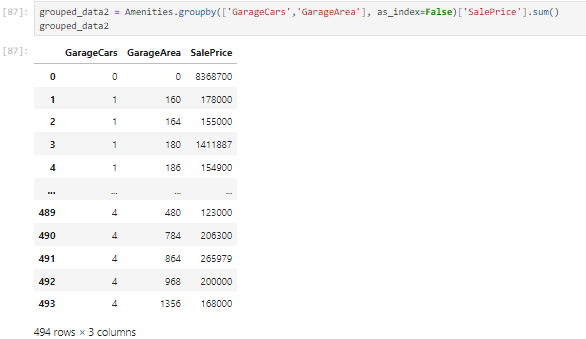 [87]: grouped_data2 = Amenities.groupby(['GarageCars','GarageArea'], as_index=False)['SalePrice'].sum()
grouped_data2
[87]:
GarageCars GarageArea SalePrice
0 0 0 8368700
1 1 160 178000
2 1 164 155000
3 1 180 1411887
4 1 186 154900
... ... ... ...
489 4 480 123000
490 4 784 206300
491 4 864 265979
492 4 968 200000
493 4 1356 168000
494 rows × 3 columns